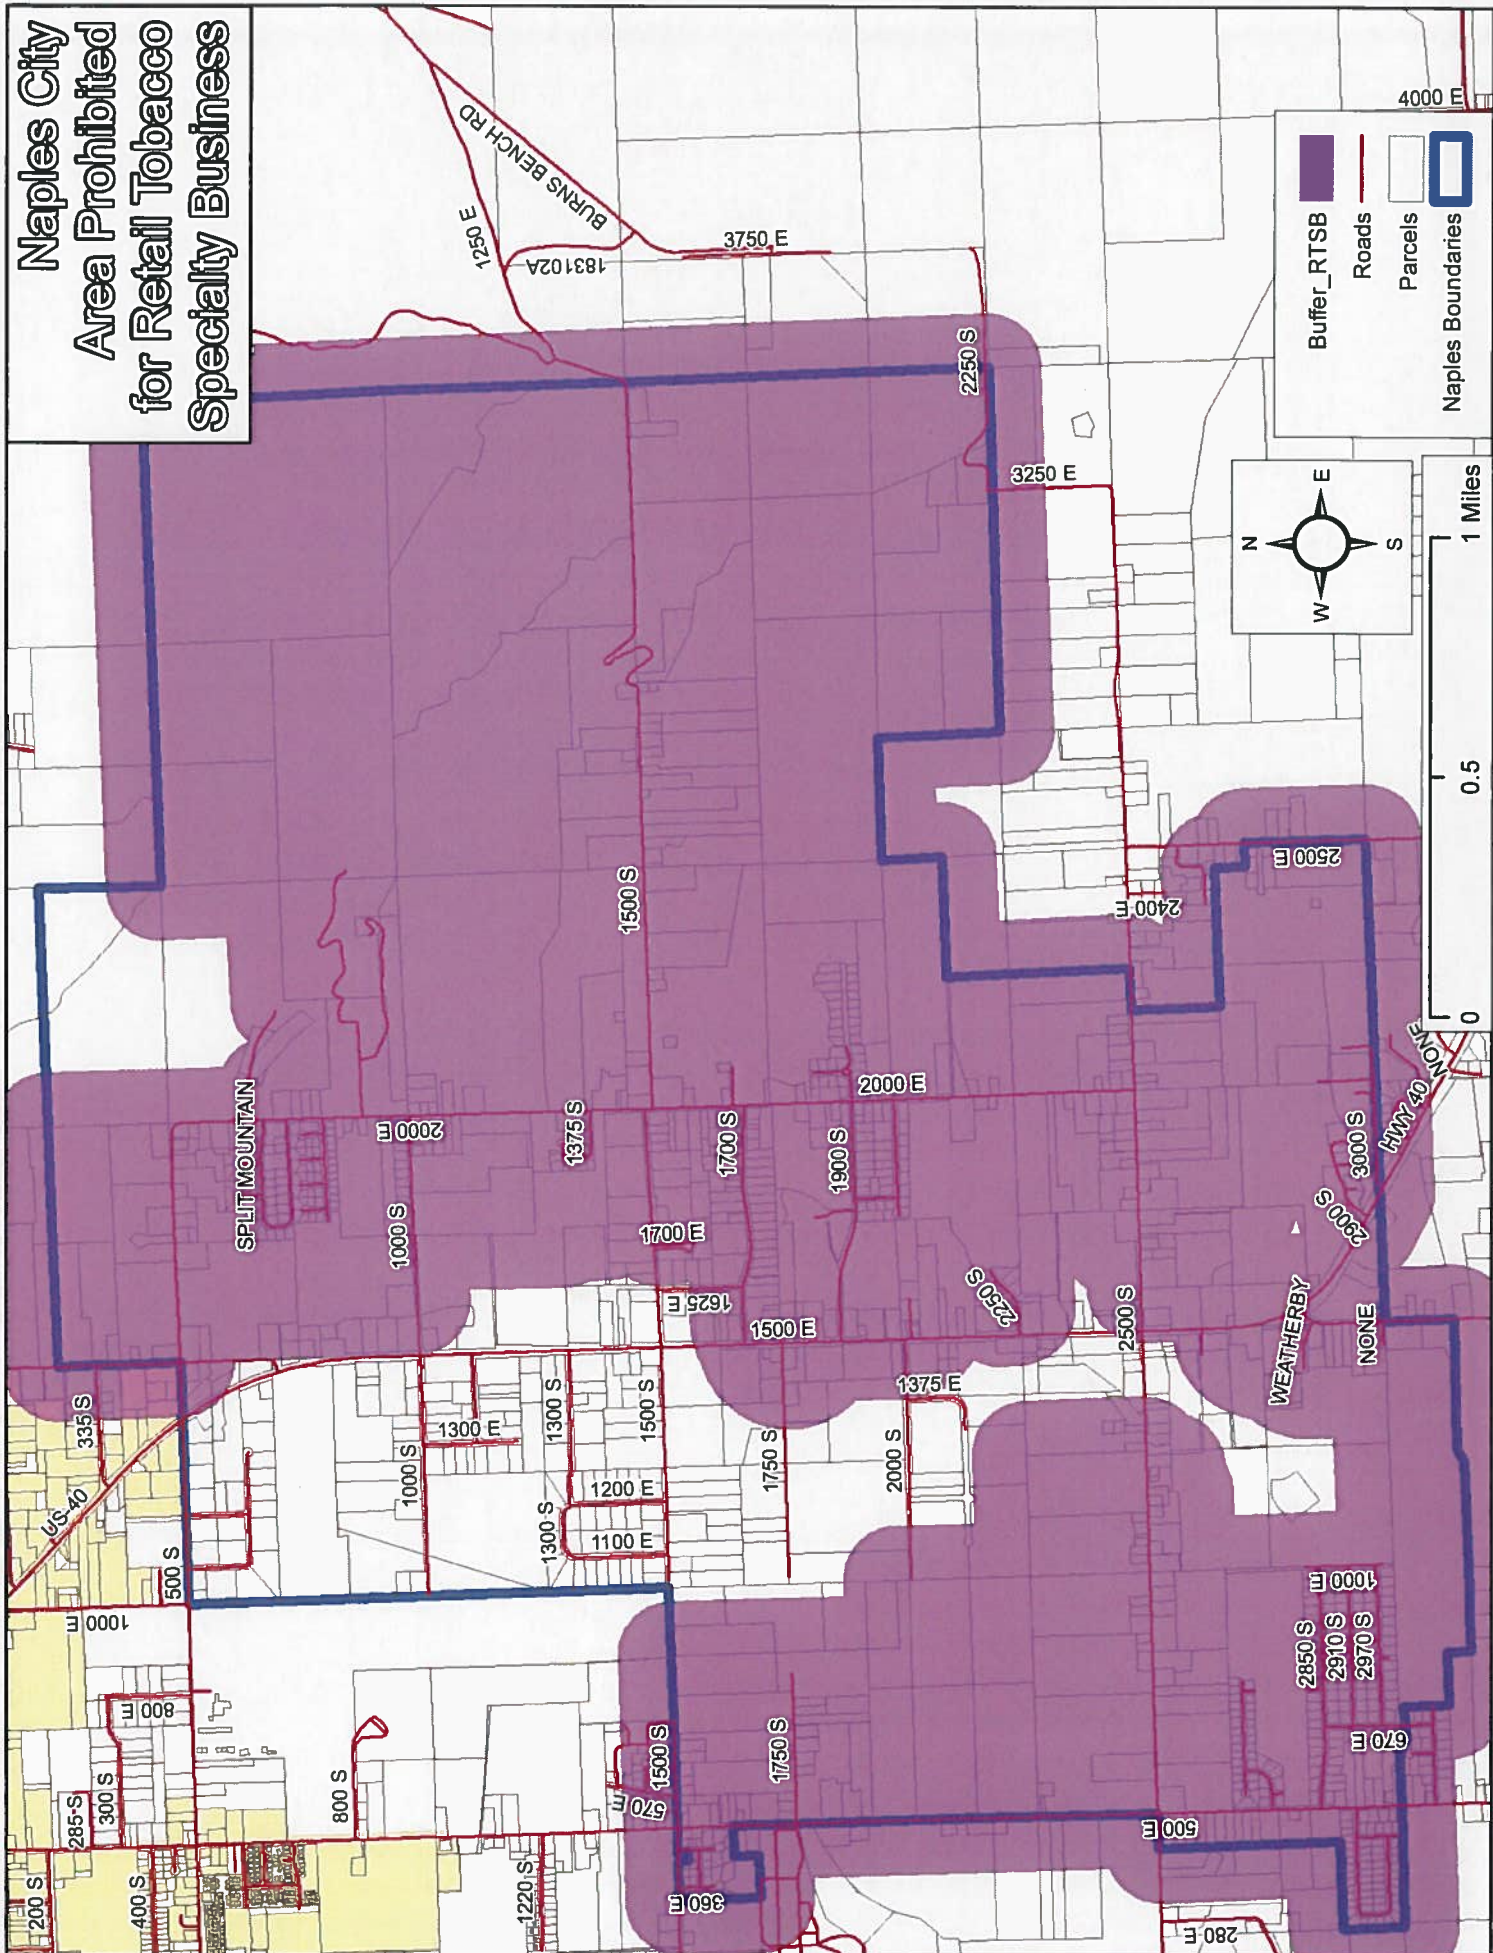 Naples City
Area Prohibited
for Retail Tobacco
Specialty Business
BURNS BENCH RD
1250 E
183102A
3750 E
4000 E
2250 S
3250 E
Buffer_RTSB
Roads
Parcels
Naples Boundaries
N
W
E
S
0
0.5
1 Miles
1500 S
2500 E
2400 E
SPLIT MOUNTAIN
2000 E
1375 S
1700 S
2000 E
1900 S
1000 S
1700 E
1625 E
1500 E
2250 S
2500 S
WEATHERBY
NONE
2900 S
3000 S
HWY 40
NONE
335 S
US-40
500 S
1000 E
1000 S
1300 E
1300 S
1500 S
1200 E
1300 S
1100 E
1750 S
2000 S
1375 E
800 E
285 S
300 S
200 S
400 S
800 S
1220 S
570 E
1500 S
360 E
1750 S
500 E
280 E
1000 E
2850 S
2910 S
2970 S
670 E